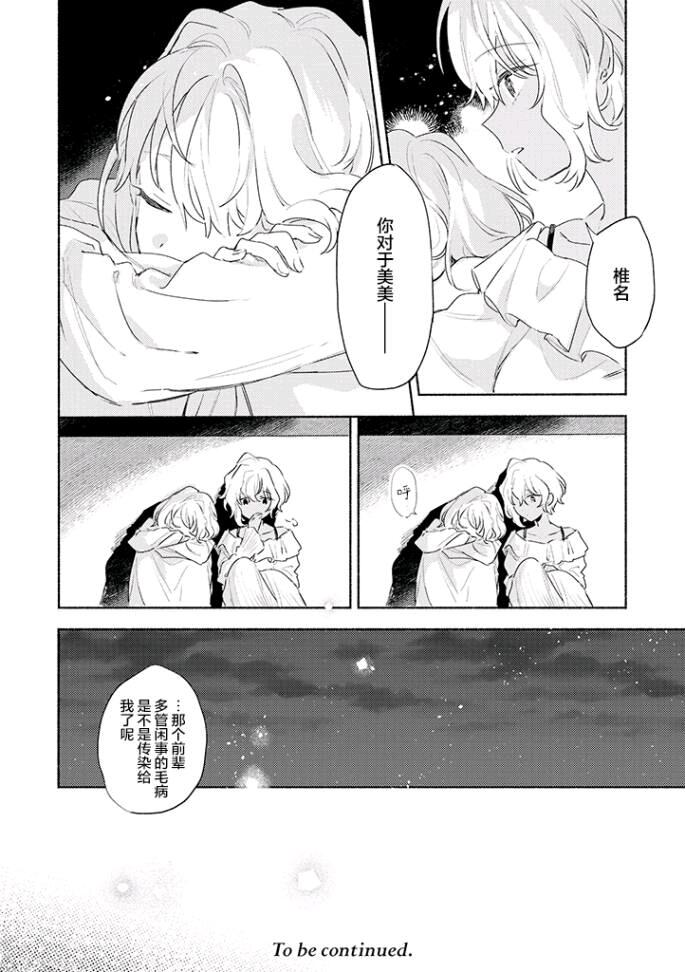 椎名
你对于美美——
呼
…那个前辈
多管闲事的毛病
是不是传染给
我了呢
To be continued.